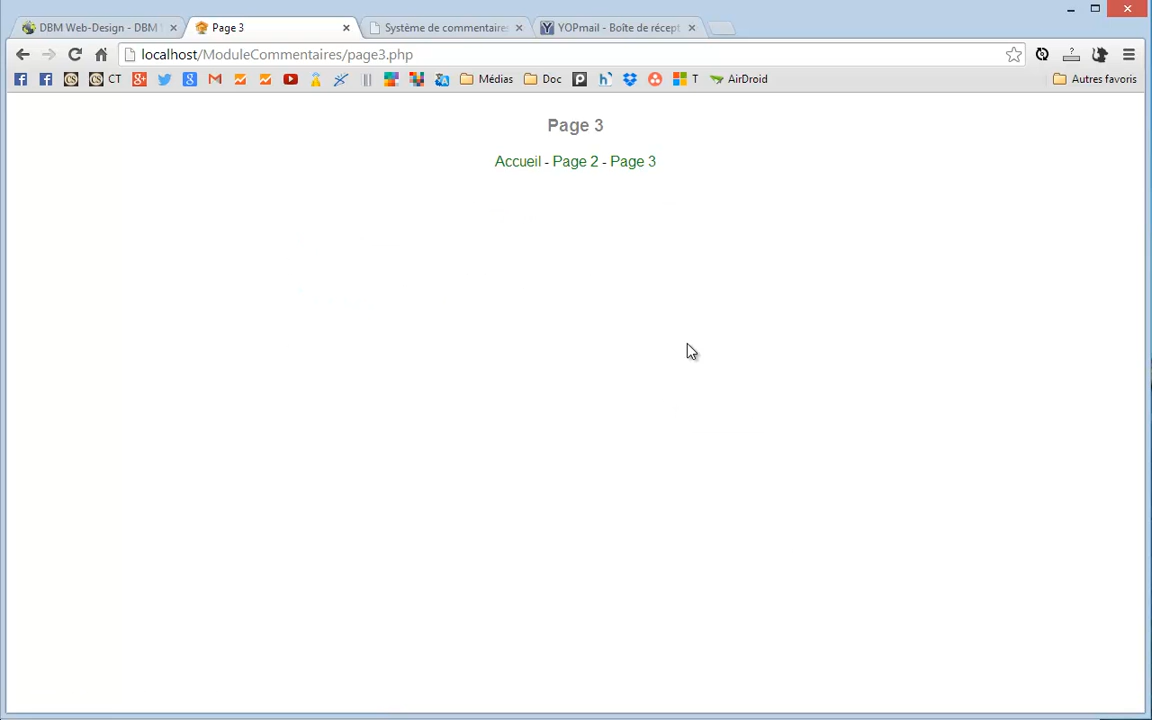 DBM Web-Design - DBM
Page 3
Système de commentaires
YOPmail - Boîte de récept
localhost/ModuleCommentaires/page3.php
CT
Médias
Doc
T
AirDroid
Autres favoris
Page 3
Accueil - Page 2 - Page 3